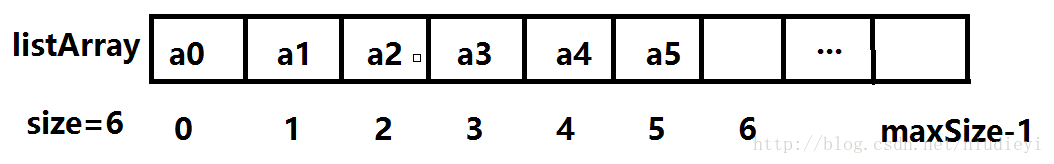 listArray a0 a1 a2 a3 a4 a5 ...
size=6 0 1 2 3 4 5 6 maxSize-1